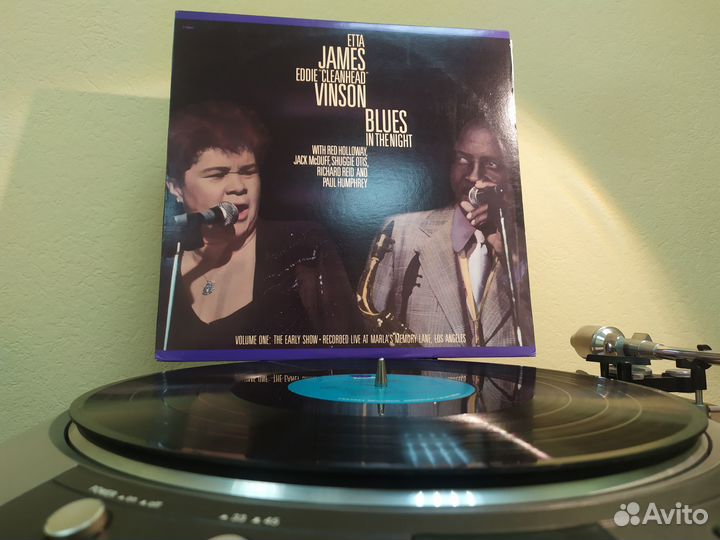 ETTA
JAMES
EDDIE "CLEANHEAD"
VINSON
BLUES
IN THE NIGHT
WITH RED HOLLOWAY,
JACK McDUFF, SHUGGIE OTIS,
RICHARD REID AND
PAUL HUMPHREY
VOLUME ONE: THE EARLY SHOW • RECORDED LIVE AT MARLA'S MEMORY LANE, LOS ANGELES
POWER
33 45
Avito